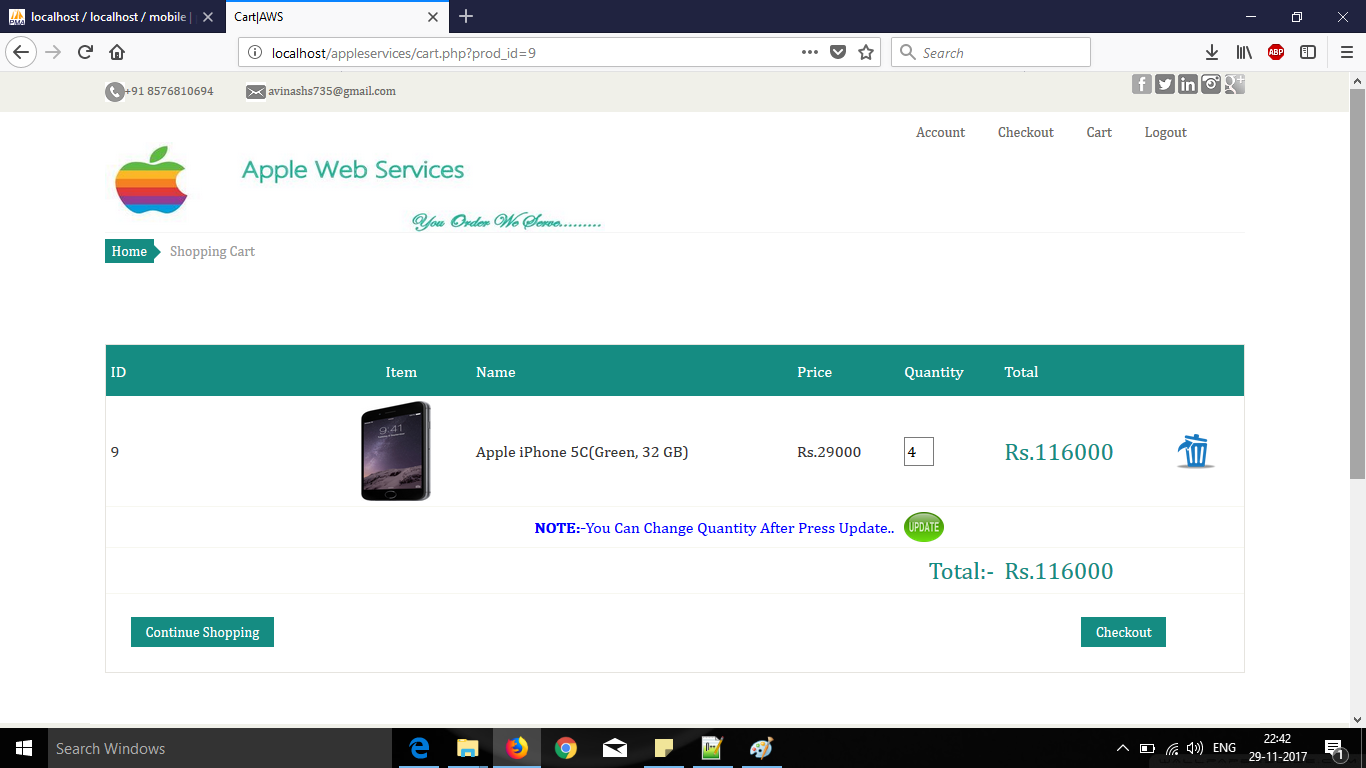 localhost / localhost / mobile |
Cart|AWS
localhost/appleservices/cart.php?prod_id=9
Search
ABP
+91 8576810694
avinashs735@gmail.com
Account Checkout Cart Logout
Apple Web Services
You Order We Serve.........
Home Shopping Cart
ID Item Name Price Quantity Total
9:41
9 Apple iPhone 5C(Green, 32 GB) Rs.29000 4 Rs.116000
NOTE:-You Can Change Quantity After Press Update.. UPDATE
Total:- Rs.116000
Continue Shopping Checkout
Search Windows
ENG
22:42
29-11-2017
1